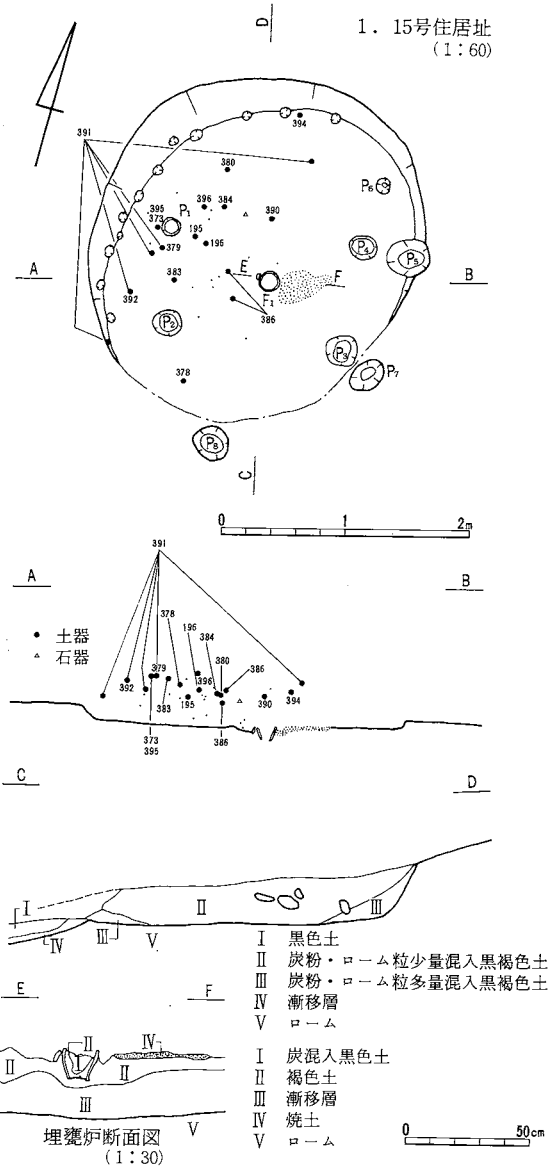 1. 15号住居址
(1:60)
D
394
391
380
P6
396 384
395
373
P1
390
195
196
379
P4
P5
A
383
E
F
B
392
F1
386
P2
P3
P7
378
P8
C
0 1 2m
391
A
B
378
196
384
380
386
● 土器
△ 石器
392
379
383
195
396
390
394
373
395
386
C
D
I
II
III
IV
III
V
I 黒色土
II 炭粉・ローム粒少量混入黒褐色土
III 炭粉・ローム粒多量混入黒褐色土
IV 漸移層
V ローム
E
F
II
IV
I
II
II
III
V
I 炭混入黒色土
II 褐色土
III 漸移層
IV 焼土
V ローム
埋甕炉断面図
(1:30)
0 50cm